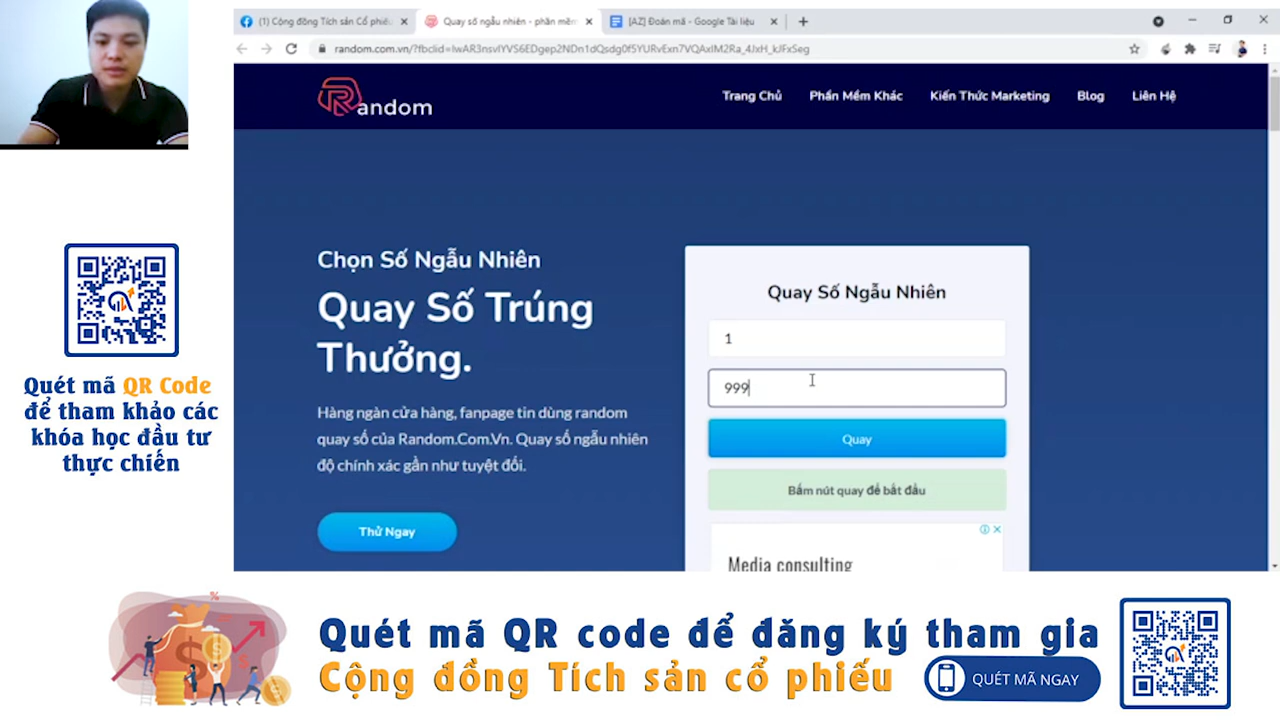 (1) Cộng đồng Tích sản Cổ phiếu
Quay số ngẫu nhiên - phần mềm
[AZ] Đoán mã - Google Tài liệu
random.com.vn/?fbclid=
Random
Trang Chủ
Phần Mềm Khác
Kiến Thức Marketing
Blog
Liên Hệ
Chọn Số Ngẫu Nhiên
Quay Số Trúng
Thưởng.
Hàng ngàn cửa hàng, fanpage tin dùng random
quay số của Random.Com.Vn. Quay số ngẫu nhiên
độ chính xác gần như tuyệt đối.
Thử Ngay
Quay Số Ngẫu Nhiên
1
999
Quay
Bấm nút quay để bắt đầu
Media consulting
Quét mã QR Code
để tham khảo các
khóa học đầu tư
thực chiến
Quét mã QR code để đăng ký tham gia
Cộng đồng Tích sản cổ phiếu
QUÉT MÃ NGAY